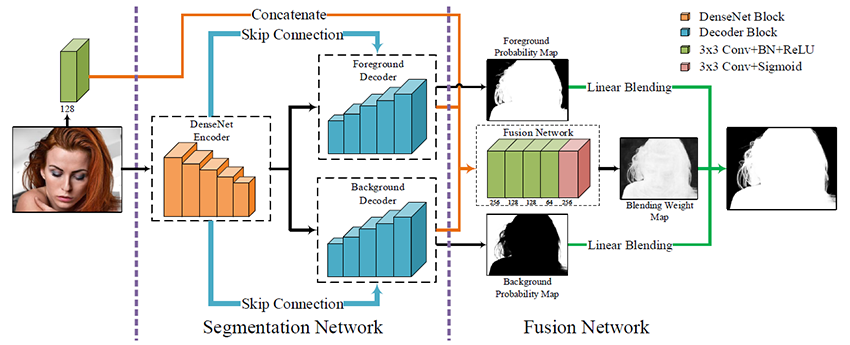 Concatenate
Skip Connection
128
DenseNet
Encoder
Foreground
Decoder
Background
Decoder
Skip Connection
Segmentation Network
Foreground
Probability Map
Linear Blending
Fusion Network
256 128 128 64 256
Blending Weight
Map
Linear Blending
Background
Probability Map
Fusion Network
DenseNet Block
Decoder Block
3x3 Conv+BN+ReLU
3x3 Conv+Sigmoid